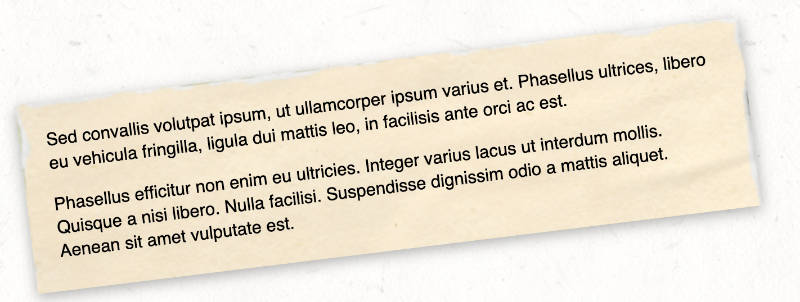 Sed convallis volutpat ipsum, ut ullamcorper ipsum varius et. Phasellus ultrices, libero
eu vehicula fringilla, ligula dui mattis leo, in facilisis ante orci ac est.
Phasellus efficitur non enim eu ultricies. Integer varius lacus ut interdum mollis.
Quisque a nisi libero. Nulla facilisi. Suspendisse dignissim odio a mattis aliquet.
Aenean sit amet vulputate est.